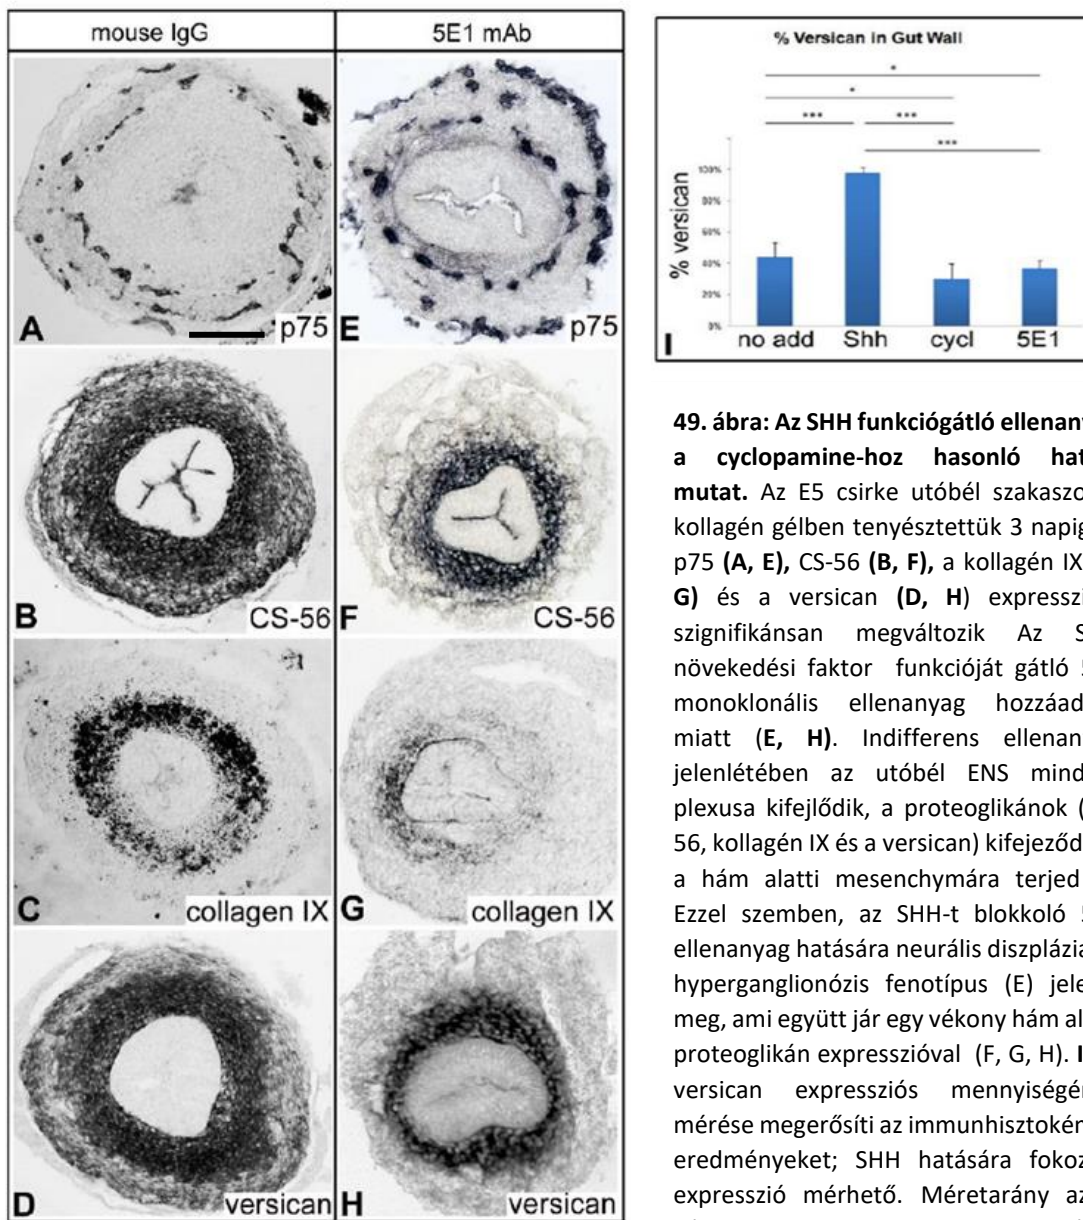 mouse IgG 5E1 mAb
A p75 E p75
B CS-56 F CS-56
C collagen IX G collagen IX
D versican H versican
% Versican in Gut Wall
*
*
*** ***
***
% versican
100%
80%
60%
40%
20%
0%
I no add Shh cycl 5E1
49. ábra: Az SHH funkciógátló ellenany
a cyclopamine-hoz hasonló hat
mutat. Az E5 csirke utóbél szakaszo
kollagén gélben tenyésztettük 3 napig
p75 (A, E), CS-56 (B, F), a kollagén IX
G) és a versican (D, H) expresszi
szignifikánsan megváltozik Az S
növekedési faktor funkcióját gátló 5
monoklonális ellenanyag hozzáad
miatt (E, H). Indifferens ellenan
jelenlétében az utóbél ENS mind
plexusa kifejlődik, a proteoglikánok (
56, kollagén IX és a versican) kifejeződ
a hám alatti mesenchymára terjed
Ezzel szemben, az SHH-t blokkoló 5
ellenanyag hatására neurális diszplázia
hyperganglionózis fenotípus (E) jele
meg, ami együtt jár egy vékony hám al
proteoglikán expresszióval (F, G, H). I
versican expressziós mennyiségé
mérése megerősíti az immunhisztoké
eredményeket; SHH hatására fokoz
expresszió mérhető. Méretarány az